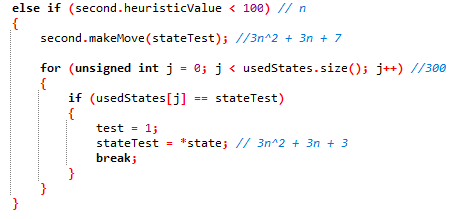 else if (second.heuristicValue < 100) // n
{
second.makeMove(stateTest); //3n^2 + 3n + 7
for (unsigned int j = 0; j < usedStates.size(); j++) //300
{
if (usedStates[j] == stateTest)
{
test = 1;
stateTest = *state; // 3n^2 + 3n + 3
break;
}
}
}